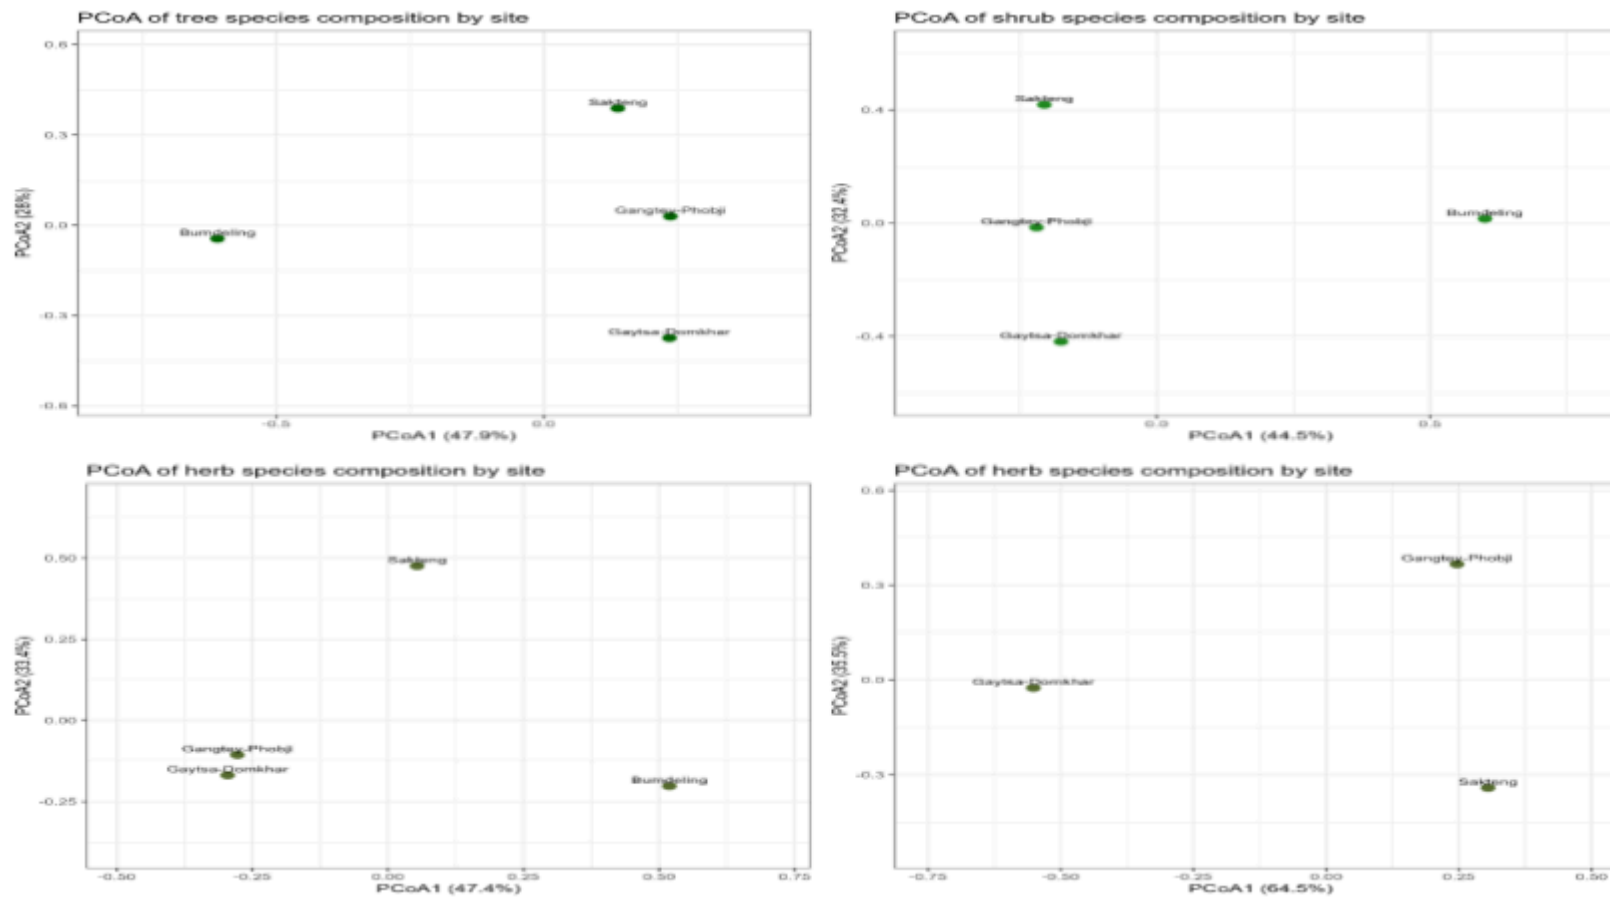 PCoA of tree species composition by site
0.6
0.3
0.0
-0.3
-0.6
PCoA2 (28%)
Sakteng
Gangtey-Phobji
Bumdeling
Gaytsa-Domkhar
-0.5
0.0
PCoA1 (47.9%)
PCoA of shrub species composition by site
0.4
0.0
-0.4
PCoA2 (32.4%)
Sakteng
Bumdeling
Gangtey-Phobji
Gaytsa-Domkhar
0.0
0.5
PCoA1 (44.5%)
PCoA of herb species composition by site
0.50
0.25
0.00
-0.25
PCoA2 (33.4%)
Sakteng
Gangtey-Phobji
Gaytsa-Domkhar
Bumdeling
-0.50
-0.25
0.00
0.25
0.50
0.75
PCoA1 (47.4%)
PCoA of herb species composition by site
0.6
0.3
0.0
-0.3
PCoA2 (35.5%)
Gangtey-Phobji
Gaytsa-Domkhar
Sakteng
-0.75
-0.50
-0.25
0.00
0.25
0.50
PCoA1 (64.5%)